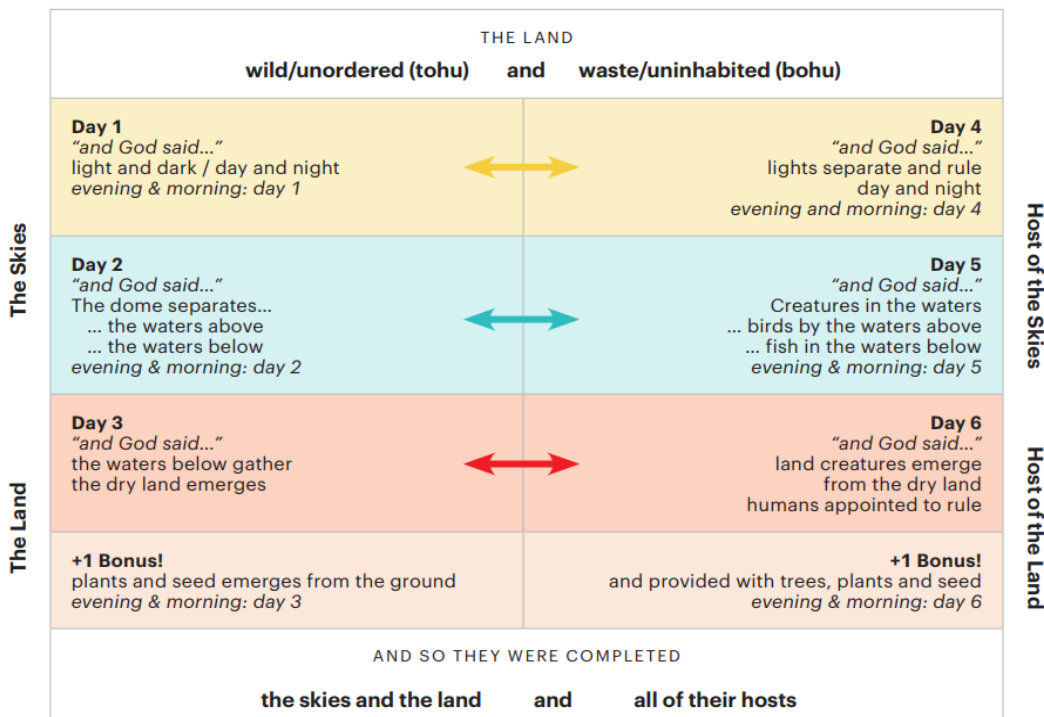 THE LAND
wild/unordered (tohu) and waste/uninhabited (bohu)
The Skies
Day 1
“and God said...”
light and dark / day and night
evening & morning: day 1
Day 4
“and God said...”
lights separate and rule
day and night
evening and morning: day 4
Host of the Skies
Day 2
“and God said...”
The dome separates...
... the waters above
... the waters below
evening & morning: day 2
Day 5
“and God said...”
Creatures in the waters
... birds by the waters above
... fish in the waters below
evening & morning: day 5
The Land
Day 3
“and God said...”
the waters below gather
the dry land emerges
Day 6
“and God said...”
land creatures emerge
from the dry land
humans appointed to rule
Host of the Land
+1 Bonus!
plants and seed emerges from the ground
evening & morning: day 3
+1 Bonus!
and provided with trees, plants and seed
evening & morning: day 6
AND SO THEY WERE COMPLETED
the skies and the land and all of their hosts